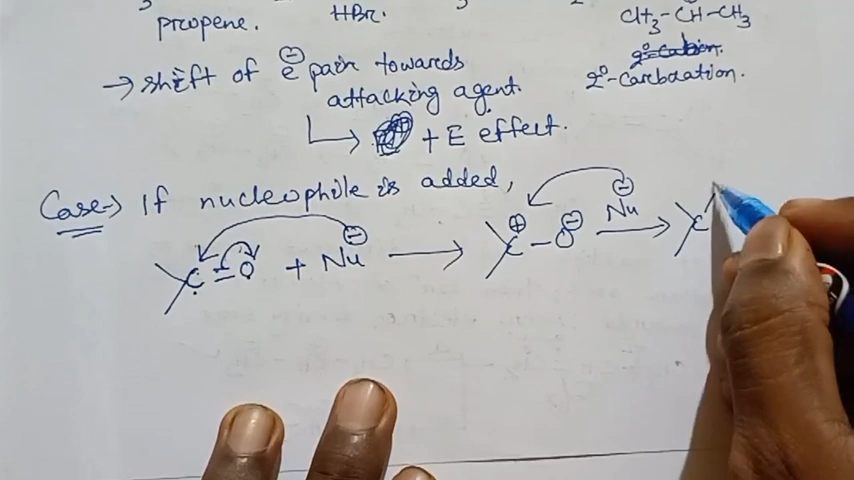 propene.
HBr.
CH3-CH-CH3
2°-Carbocation.
→ shift of e⊖ pair towards
attacking agent.
↳ + E effect.
Case-> If nucleophile is added,
C=O + Nu⊖ → C⊕-O⊖ Nu⊖ → C